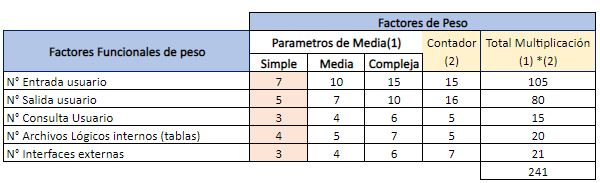 Factores de Peso
Factores Funcionales de peso Parametros de Media(1) Contador (2) Total Multiplicación (1) *(2)
Simple Media Compleja
N° Entrada usuario 7 10 15 15 105
N° Salida usuario 5 7 10 16 80
N° Consulta Usuario 3 4 6 5 15
N° Archivos Lógicos internos (tablas) 4 5 7 5 20
N° Interfaces externas 3 4 6 7 21
241